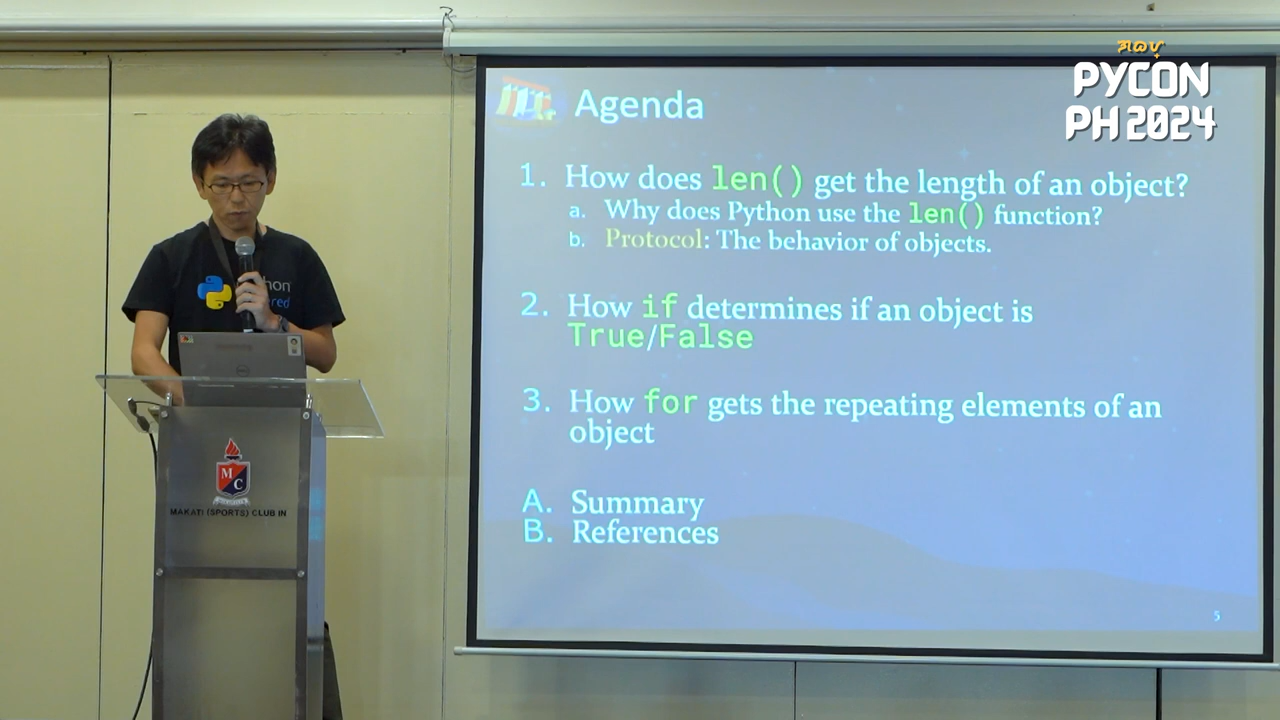 ᜉᜌ᜔
PYCON
PH 2024
Agenda
1. How does len() get the length of an object?
a. Why does Python use the len() function?
b. Protocol: The behavior of objects.
2. How if determines if an object is
True/False
3. How for gets the repeating elements of an
object
A. Summary
B. References
5
M C
MAKATI (SPORTS) CLUB IN